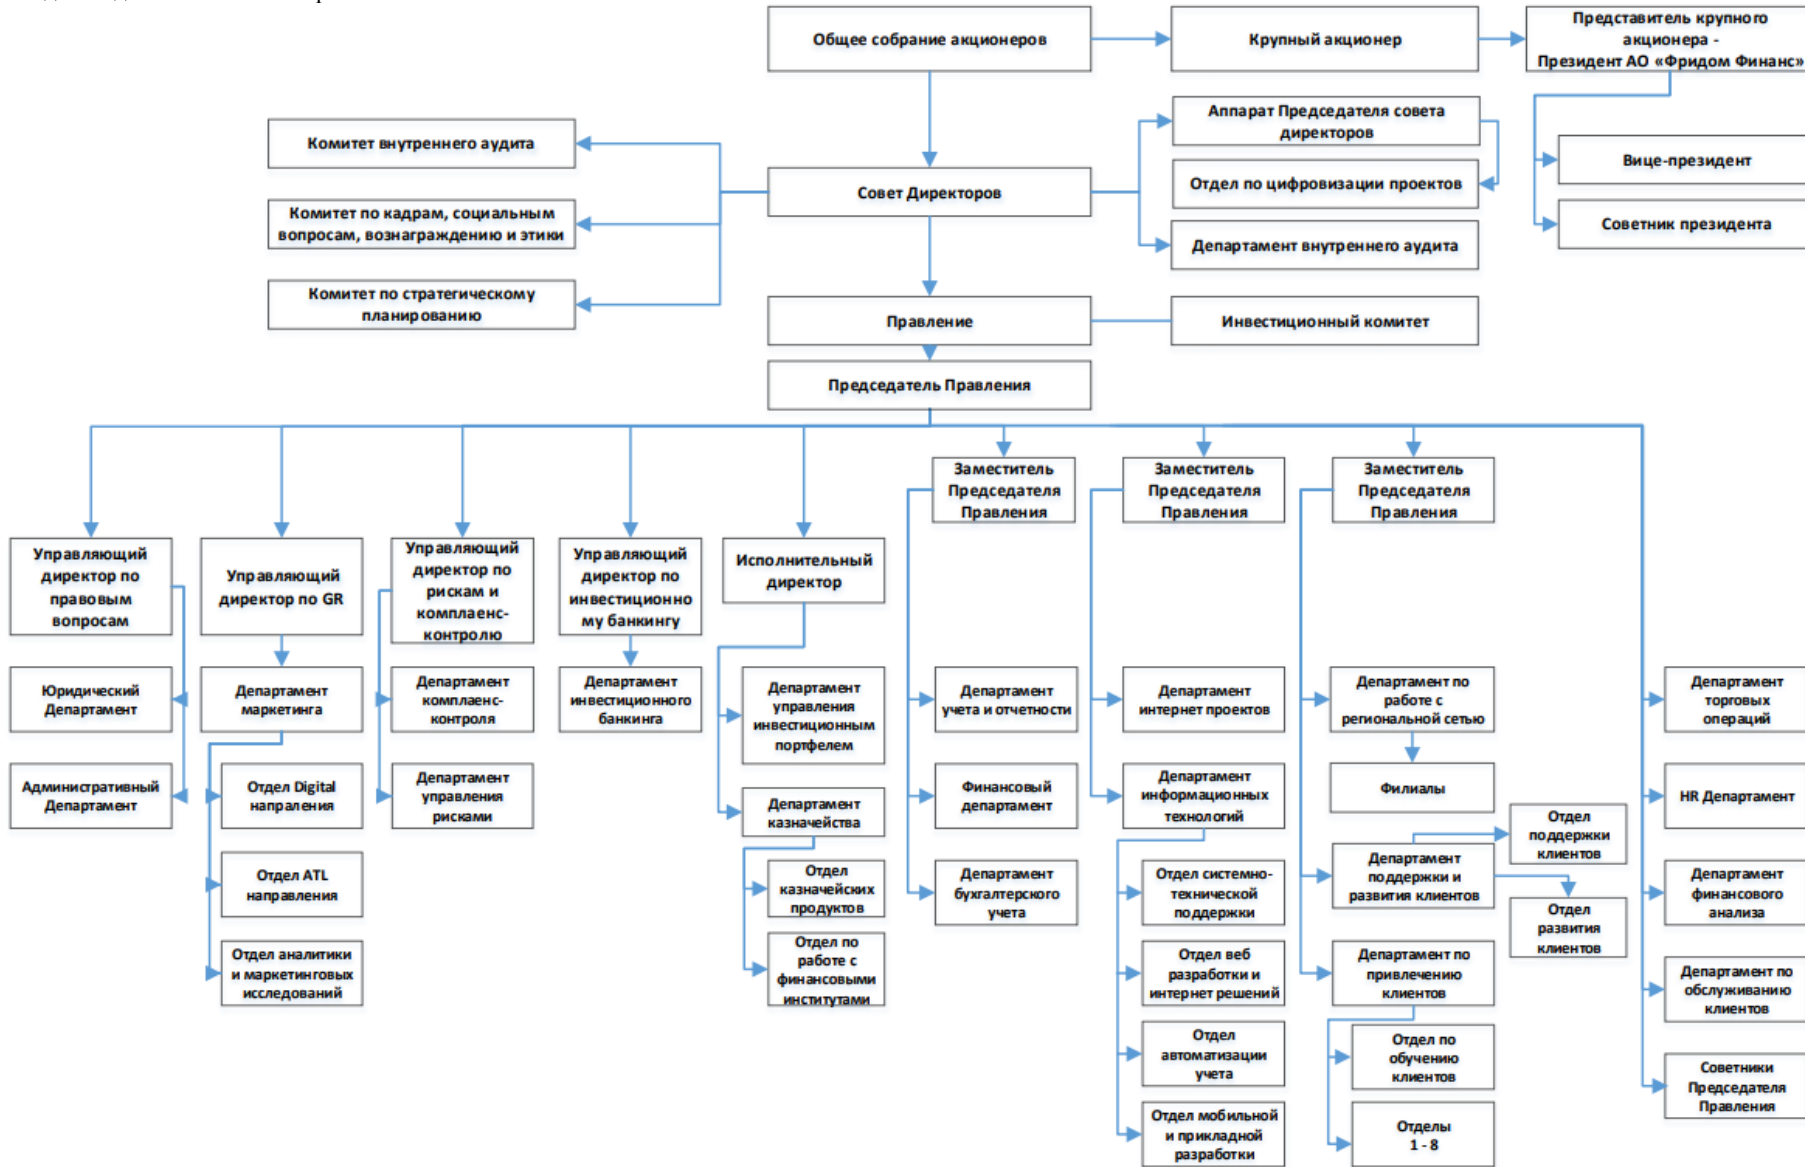 Общее собрание акционеров
Крупный акционер
Представитель крупного
акционера -
Президент АО «Фридом Финанс»
Комитет внутреннего аудита
Аппарат Председателя совета
директоров
Вице-президент
Совет Директоров
Отдел по цифровизации проектов
Комитет по кадрам, социальным
вопросам, вознаграждению и этики
Советник президента
Департамент внутреннего аудита
Комитет по стратегическому
планированию
Правление
Инвестиционный комитет
Председатель Правления
Заместитель
Председателя
Правления
Заместитель
Председателя
Правления
Заместитель
Председателя
Правления
Управляющий
директор по
правовым
вопросам
Управляющий
директор по GR
Управляющий
директор по
рискам и
комплаенс-
контролю
Управляющий
директор по
инвестиционно
му банкингу
Исполнительный
директор
Юридический
Департамент
Департамент
маркетинга
Департамент
комплаенс-
контроля
Департамент
инвестиционного
банкинга
Департамент
управления
инвестиционным
портфелем
Департамент
учета и отчетности
Департамент
интернет проектов
Департамент по
работе с
региональной сетью
Департамент
торговых
операций
Административный
Департамент
Отдел Digital
напраления
Департамент
управления
рисками
Департамент
казначейства
Финансовый
департамент
Департамент
информационных
технологий
Филиалы
HR Департамент
Отдел
поддержки
клиентов
Отдел ATL
направления
Отдел
казначейских
продуктов
Департамент
бухгалтерского
учета
Отдел системно-
технической
поддержки
Департамент
поддержки и
развития клиентов
Департамент
финансового
анализа
Отдел
развития
клиентов
Отдел аналитики
и маркетинговых
исследований
Отдел по
работе с
финансовыми
институтами
Отдел веб
разработки и
интернет решений
Департамент по
привлечению
клиентов
Департамент по
обслуживанию
клиентов
Отдел
автоматизации
учета
Отдел по
обучению
клиентов
Советники
Председателя
Правления
Отдел мобильной
и прикладной
разработки
Отделы
1 - 8